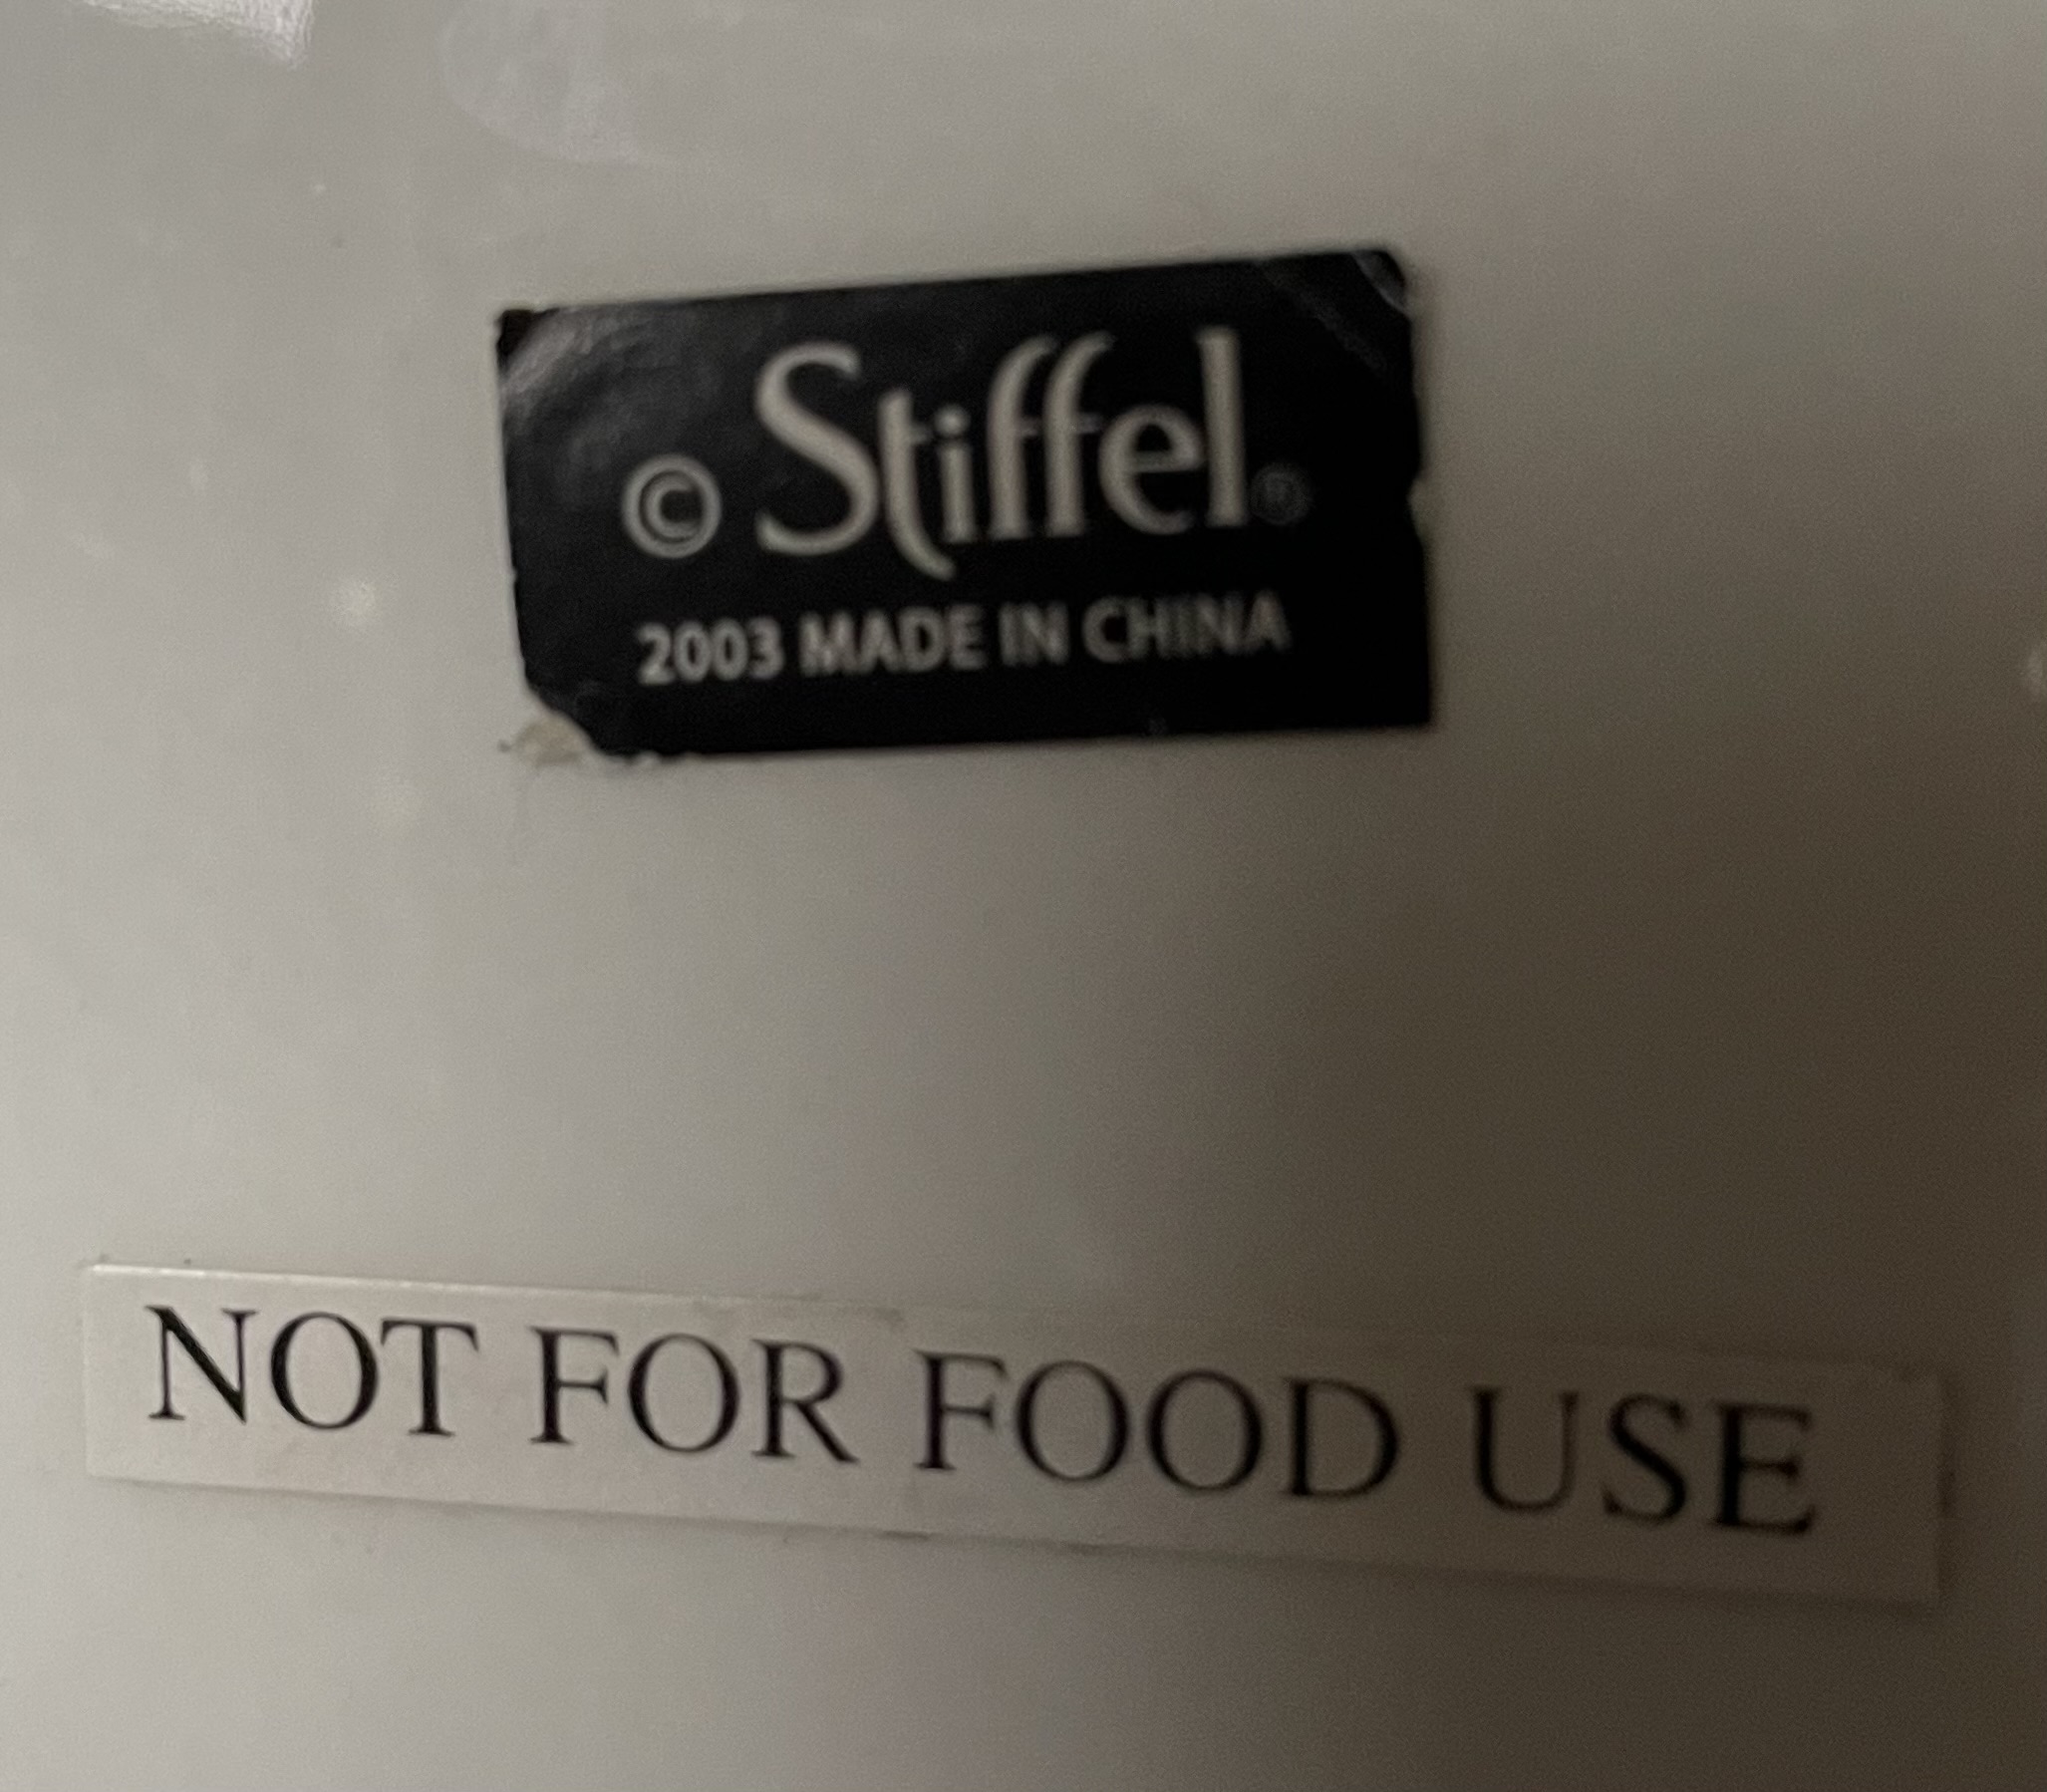 © Stiffel®
2003 MADE IN CHINA
NOT FOR FOOD USE